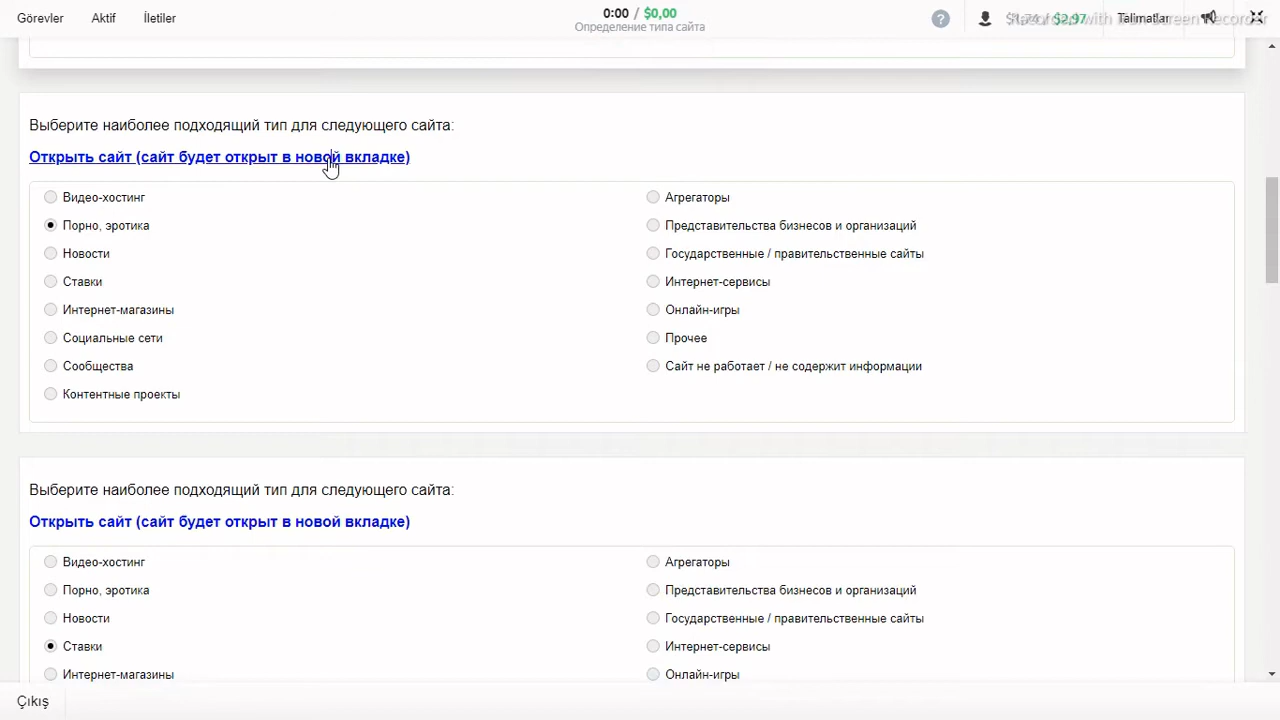 Görevler Aktif İletiler 0:00 / $0,00 Talimatlar
Определение типа сайта
Выберите наиболее подходящий тип для следующего сайта:
Открыть сайт (сайт будет открыт в новой вкладке)
Видео-хостинг
Порно, эротика
Новости
Ставки
Интернет-магазины
Социальные сети
Сообщества
Контентные проекты
Агрегаторы
Представительства бизнесов и организаций
Государственные / правительственные сайты
Интернет-сервисы
Онлайн-игры
Прочее
Сайт не работает / не содержит информации
Выберите наиболее подходящий тип для следующего сайта:
Открыть сайт (сайт будет открыт в новой вкладке)
Видео-хостинг
Порно, эротика
Новости
Ставки
Интернет-магазины
Агрегаторы
Представительства бизнесов и организаций
Государственные / правительственные сайты
Интернет-сервисы
Онлайн-игры
Çıkış